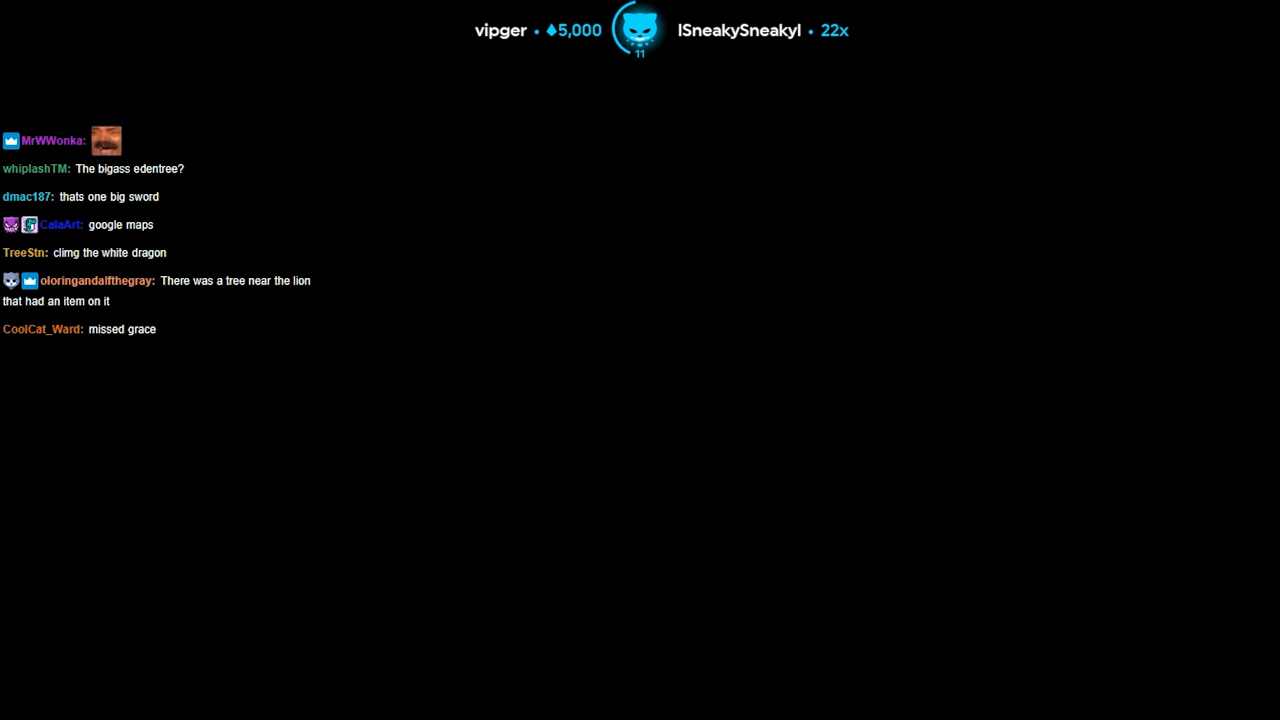 vipger • 5,000 11 lSneakySneakyl • 22x
MrWWonka:
whiplashTM: The bigass edentree?
dmac187: thats one big sword
CalaArt: google maps
TreeStn: climg the white dragon
oloringandalfthegray: There was a tree near the lion
that had an item on it
CoolCat_Ward: missed grace